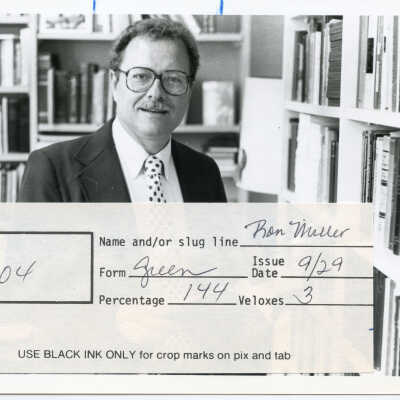 Name and/or slug line Ron Miller
04
Form Green Issue Date 9/29
Percentage 144 Veloxes 3
USE BLACK INK ONLY for crop marks on pix and tab